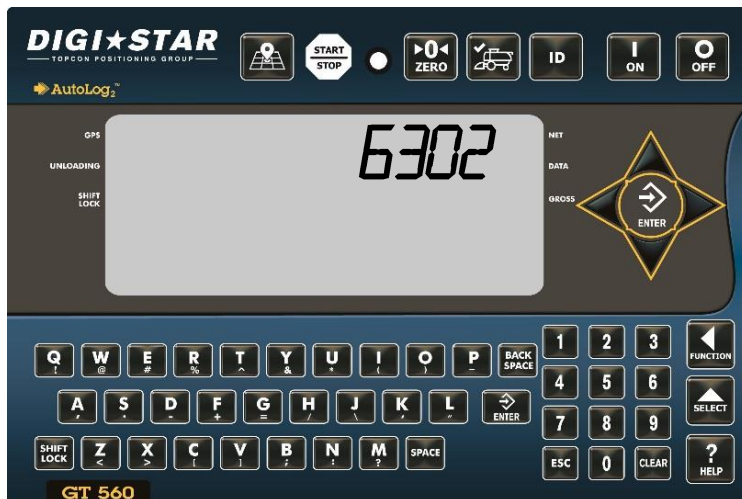 DIGI★STAR
TOPCON POSITIONING GROUP
AutoLog2™
START
STOP
▸0◂
ZERO
ID
I
ON
O
OFF
GPS
UNLOADING
SHIFT
LOCK
6302
NET
DATA
GROSS
ENTER
Q W E R T Y U I O P BACK SPACE
! @ # % ^ & * ( ) _
A S D F G H J K L ENTER
- + = / \
SHIFT LOCK Z X C V B N M SPACE
< > [ ] ; : ?
1 2 3
FUNCTION
4 5 6
SELECT
7 8 9
ESC 0 CLEAR
?
HELP
GT 560